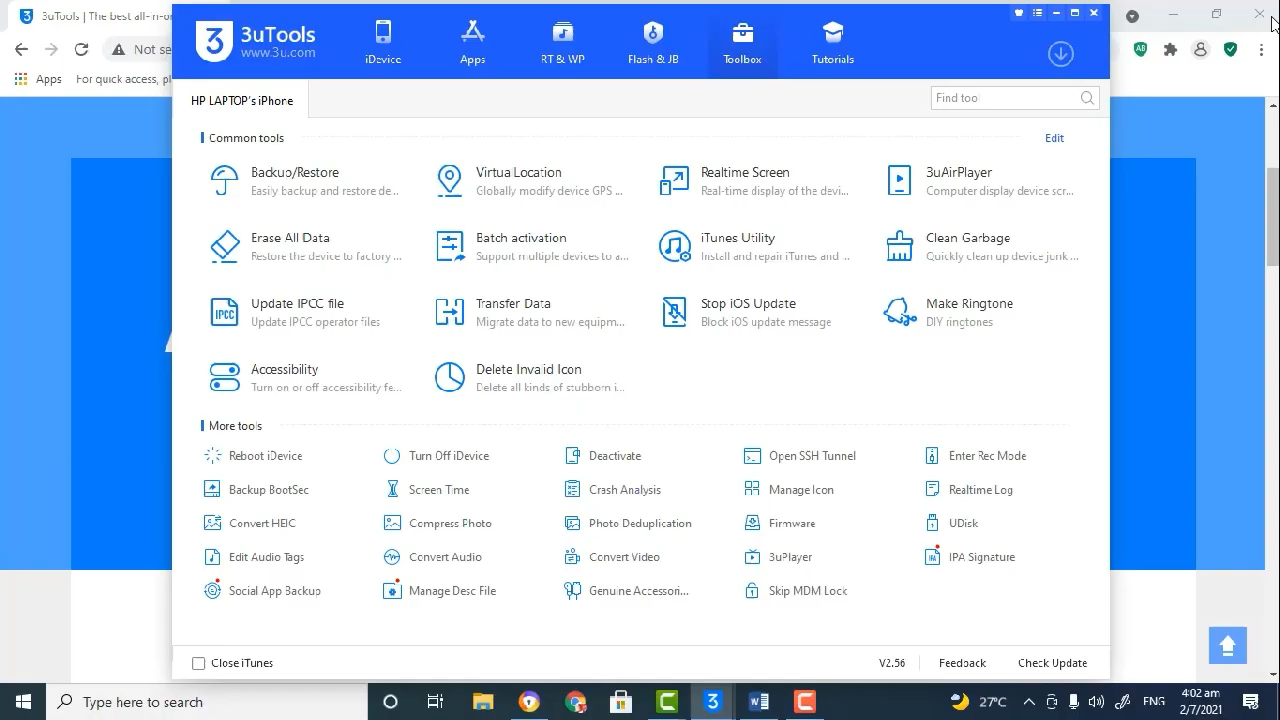 3uTools | The best all-in-o
Not se
Apps
For quick access, pl
3
3uTools
www.3u.com
iDevice
Apps
RT & WP
Flash & JB
Toolbox
Tutorials
HP LAPTOP's iPhone
Find tool
Common tools
Edit
Backup/Restore
Easily backup and restore de...
Virtua Location
Globally modify device GPS ...
Realtime Screen
Real-time display of the devi...
3uAirPlayer
Computer display device scr...
Erase All Data
Restore the device to factory ...
Batch activation
Support multiple devices to a...
iTunes Utility
Install and repair iTunes and ...
Clean Garbage
Quickly clean up device junk ...
IPCC
Update IPCC file
Update IPCC operator files
Transfer Data
Migrate data to new equipm...
Stop iOS Update
Block iOS update message
Make Ringtone
DIY ringtones
Accessibility
Turn on or off accessibility fe...
Delete Invalid Icon
Delete all kinds of stubborn i...
More tools
Reboot iDevice
Turn Off iDevice
Deactivate
Open SSH Tunnel
Enter Rec Mode
Backup BootSec
Screen Time
Crash Analysis
Manage Icon
Realtime Log
Convert HEIC
Compress Photo
Photo Deduplication
Firmware
UDisk
Edit Audio Tags
Convert Audio
Convert Video
3uPlayer
IPA Signature
Social App Backup
Manage Desc File
Genuine Accessori...
Skip MDM Lock
Close iTunes
V2.56
Feedback
Check Update
Type here to search
3
27°C
ENG
4:02 am
2/7/2021